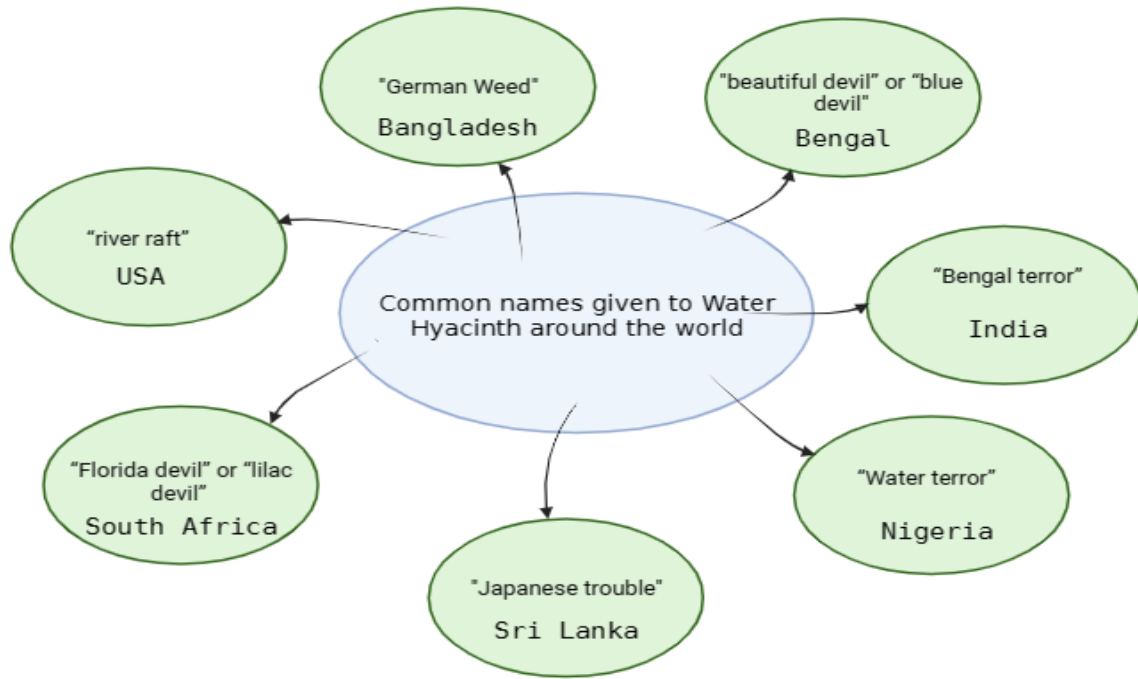 "German Weed"
Bangladesh
"beautiful devil” or “blue
devil"
Bengal
“river raft”
USA
“Bengal terror”
India
Common names given to Water
Hyacinth around the world
“Florida devil” or “lilac
devil”
South Africa
“Water terror”
Nigeria
"Japanese trouble"
Sri Lanka